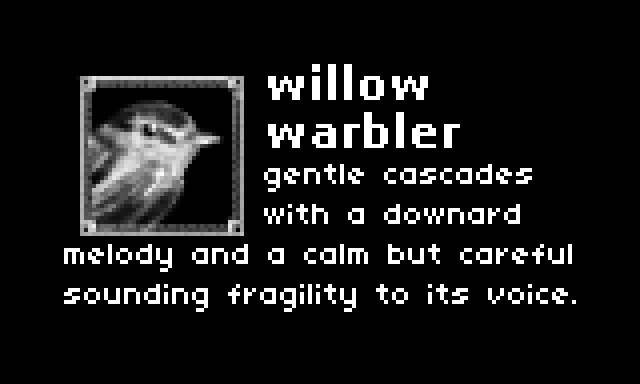 willow
warbler
gentle cascades
with a downard
melody and a calm but careful
sounding fragility to its voice.